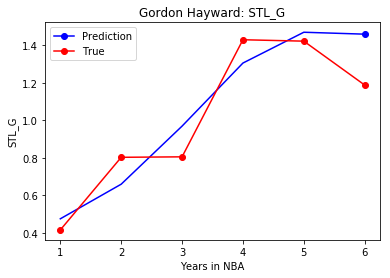 Gordon Hayward: STL_G
Prediction
True
STL_G
1.4
1.2
1.0
0.8
0.6
0.4
1 2 3 4 5 6
Years in NBA